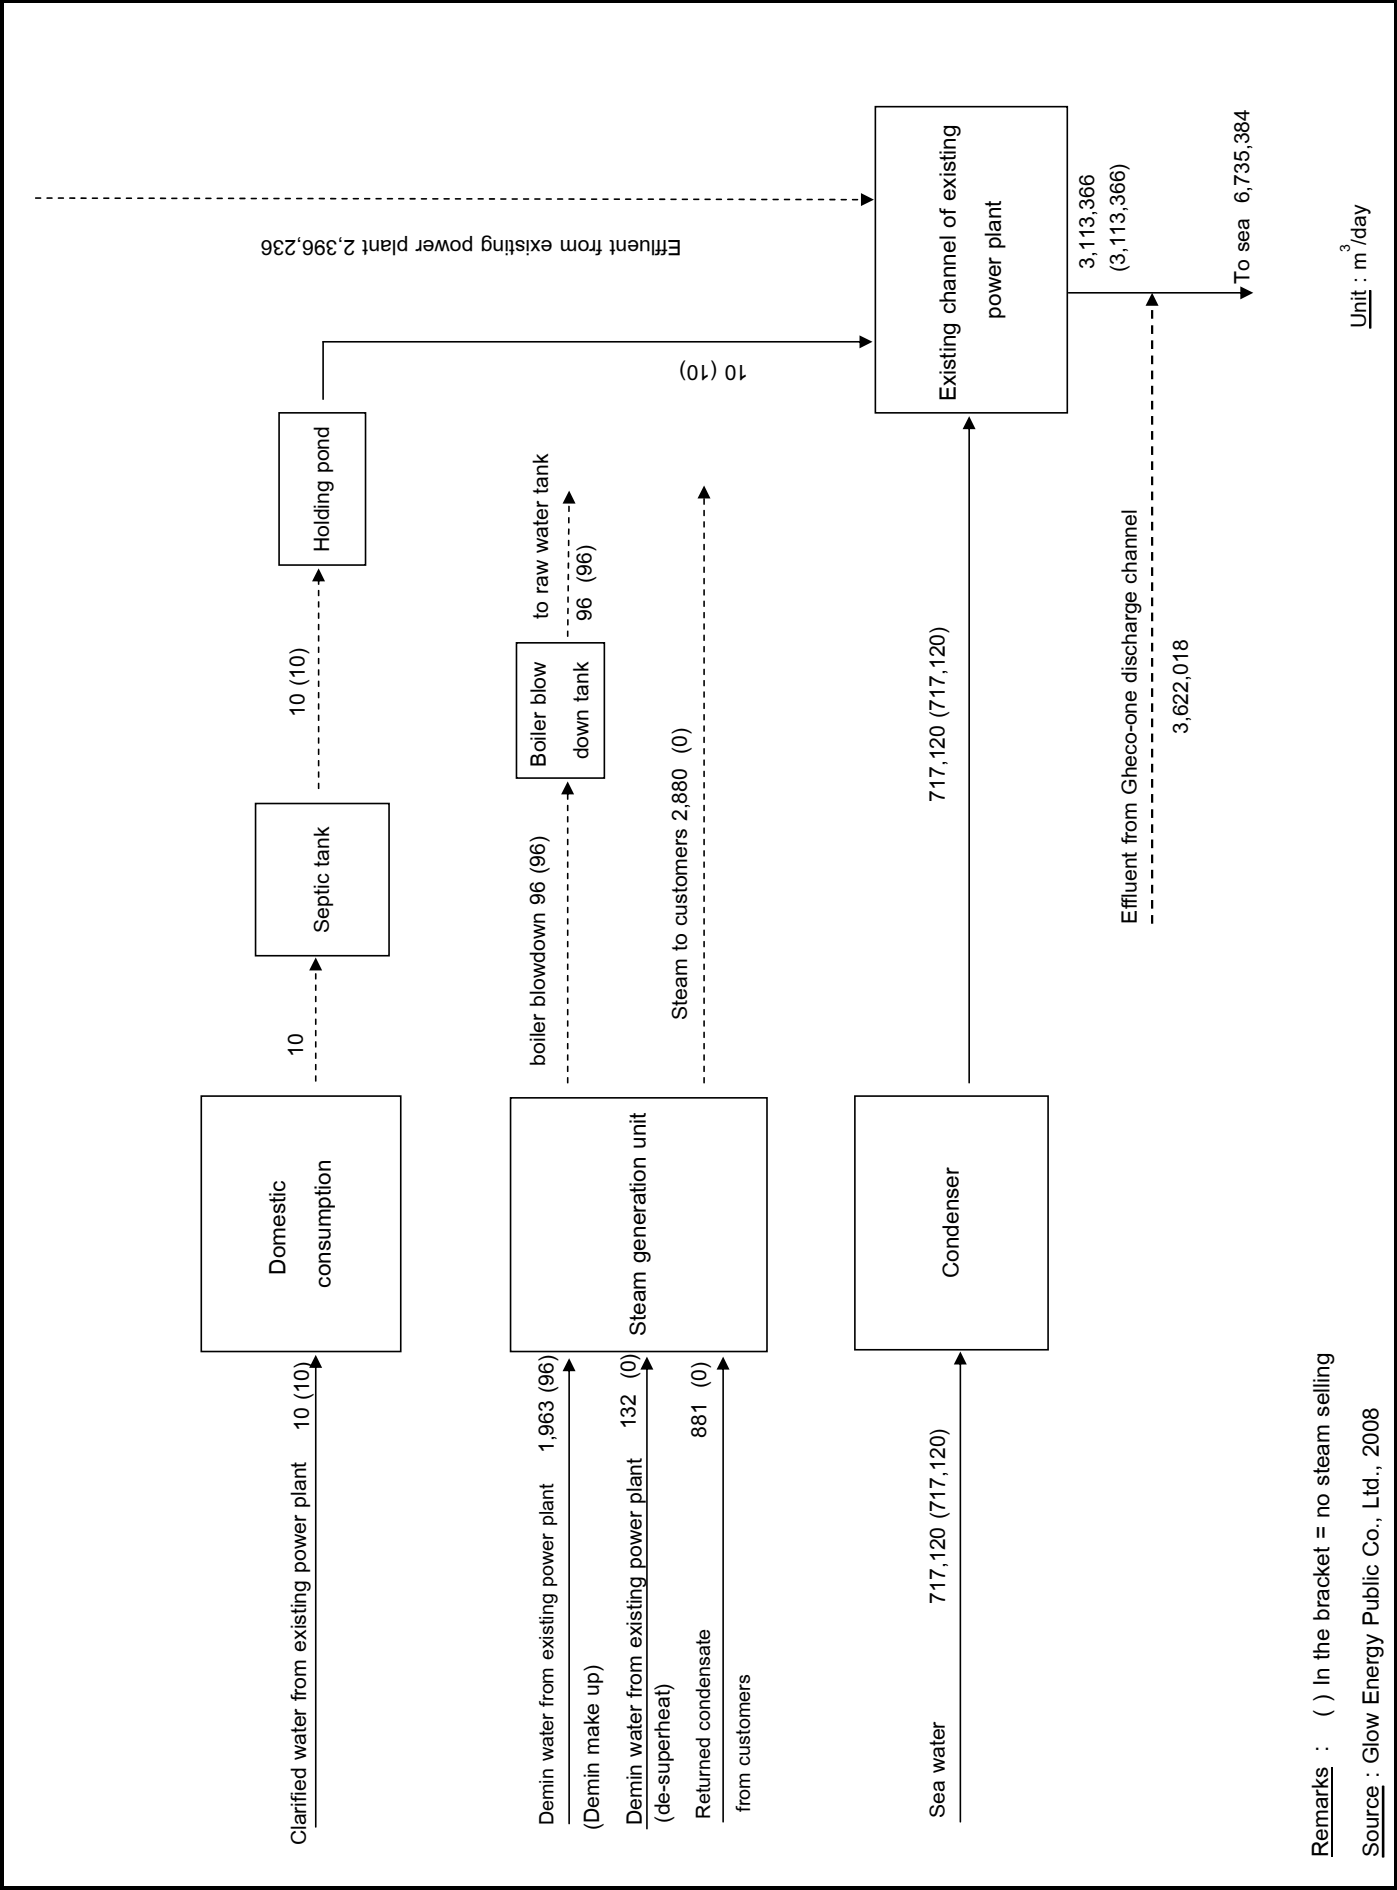 Effluent from existing power plant 2,396,236
Clarified water from existing power plant 10 (10)
Domestic
consumption
10
Septic tank
10 (10)
Holding pond
10 (10)
Demin water from existing power plant 1,963 (96)
(Demin make up)
Demin water from existing power plant 132 (0)
(de-superheat)
Returned condensate 881 (0)
from customers
Steam generation unit
boiler blowdown 96 (96)
Boiler blow
down tank
to raw water tank
96 (96)
Steam to customers 2,880 (0)
Sea water 717,120 (717,120)
Condenser
717,120 (717,120)
Existing channel of existing
power plant
3,113,366
(3,113,366)
Effluent from Gheco-one discharge channel
3,622,018
To sea 6,735,384
Unit : m³/day
Remarks : ( ) In the bracket = no steam selling
Source : Glow Energy Public Co., Ltd., 2008